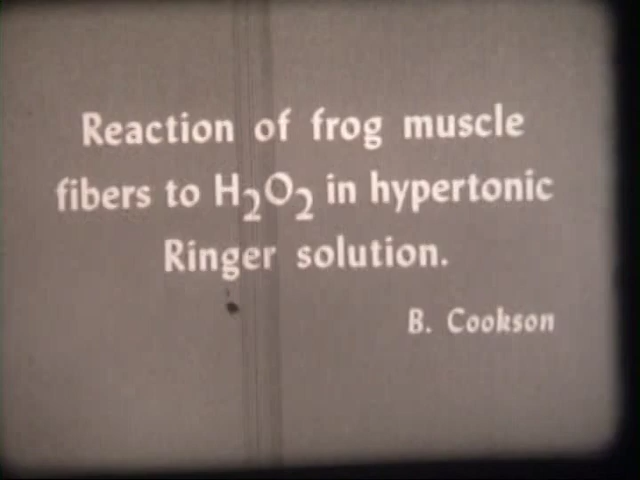 Reaction of frog muscle
fibers to H₂O₂ in hypertonic
Ringer solution.
B. Cookson